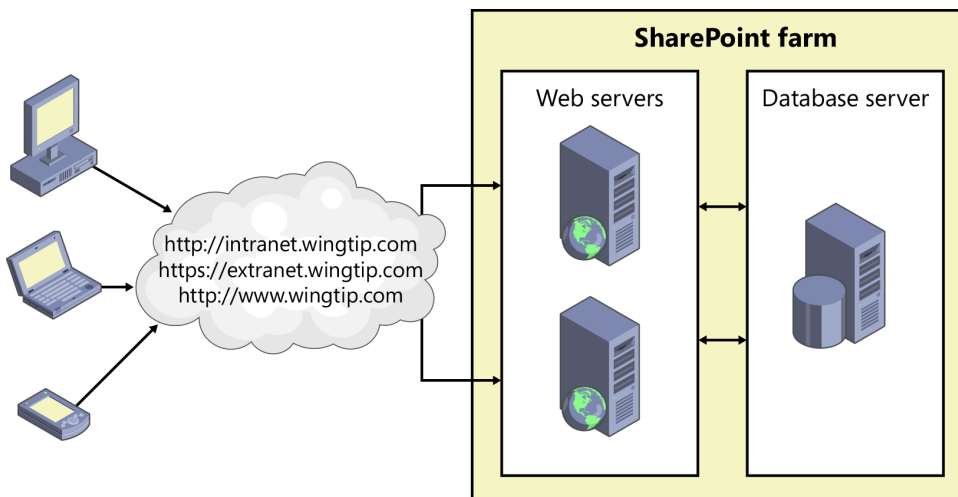 SharePoint farm
Web servers
Database server
http://intranet.wingtip.com
https://extranet.wingtip.com
http://www.wingtip.com